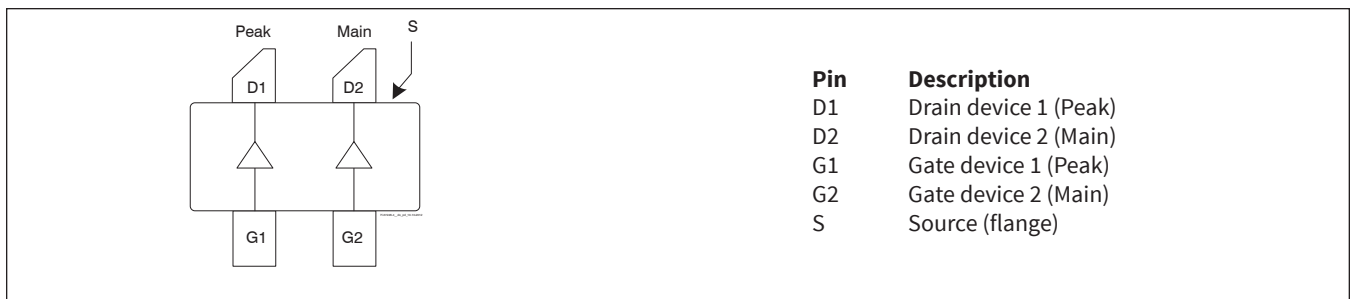 Peak Main S
D1 D2
G1 G2
Pin Description
D1 Drain device 1 (Peak)
D2 Drain device 2 (Main)
G1 Gate device 1 (Peak)
G2 Gate device 2 (Main)
S Source (flange)